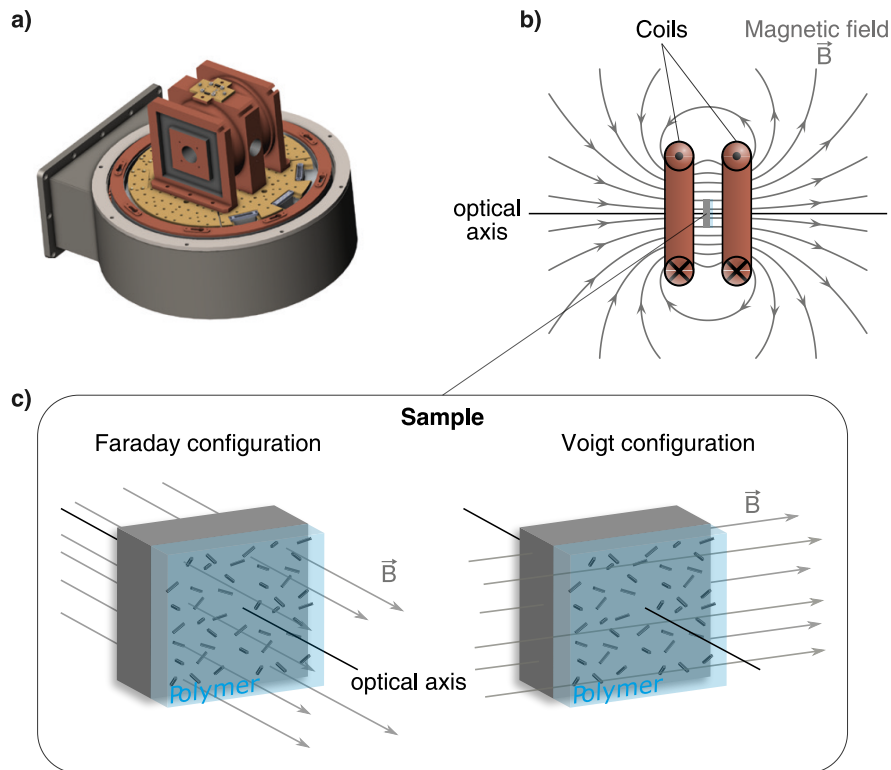 a)
b)
Coils
Magnetic field
B
optical
axis
c)
Sample
Faraday configuration
Voigt configuration
B
B
optical axis
Polymer
Polymer